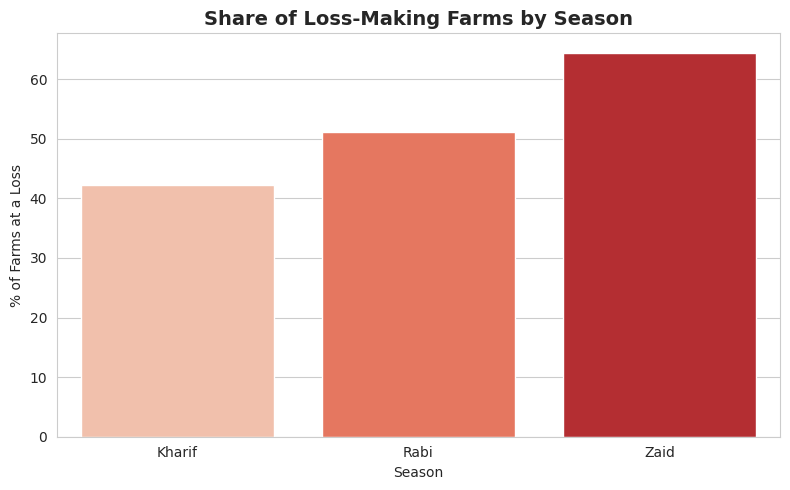 Share of Loss-Making Farms by Season
% of Farms at a Loss
60
50
40
30
20
10
0
Kharif
Rabi
Zaid
Season